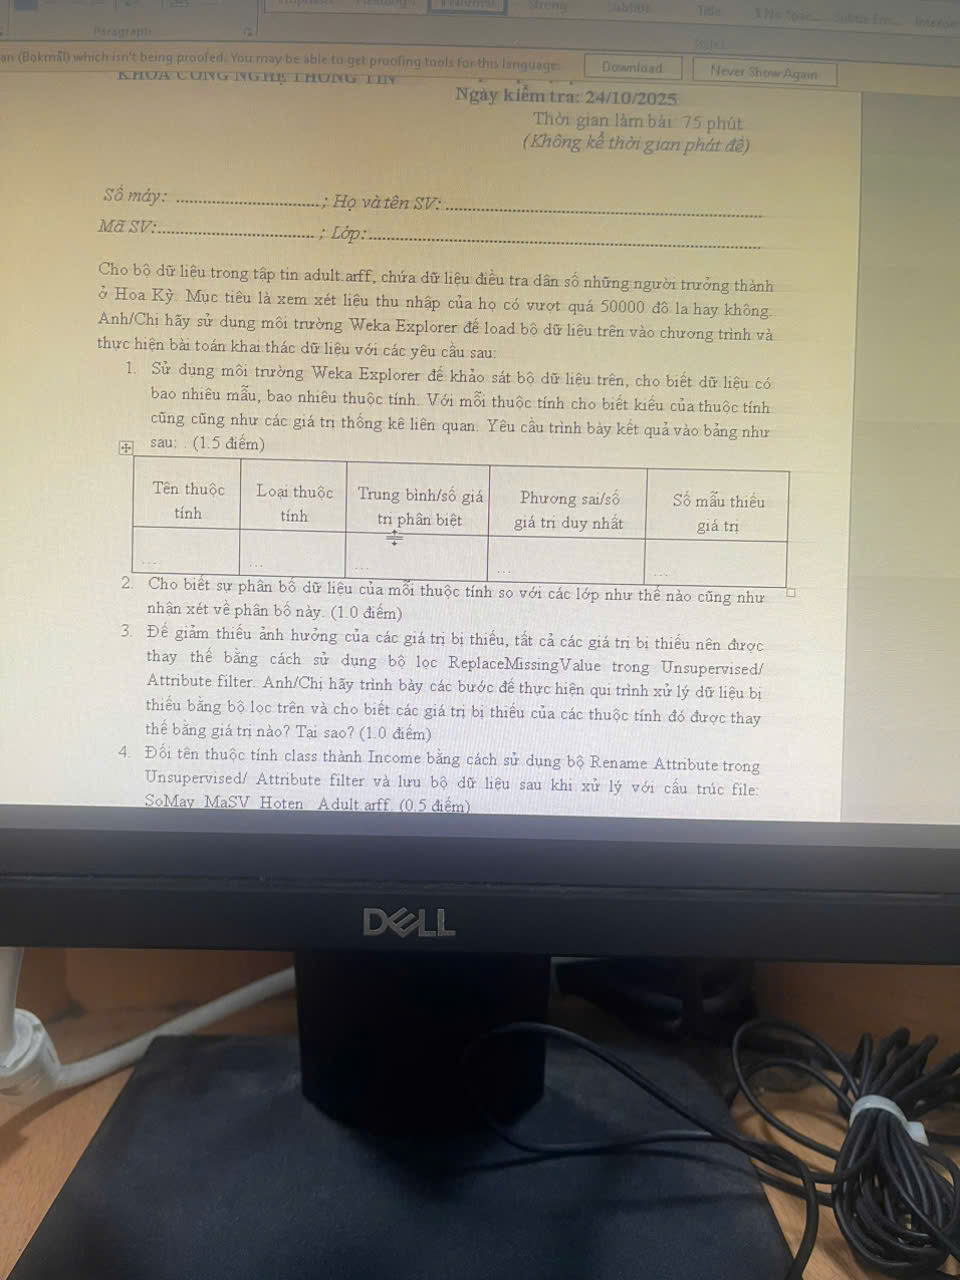 Paragraph
Normal
Strong
Subtitle
Title
1 No Spac...
Subtle Em...
Styles
an (Bokmål) which isn't being proofed. You may be able to get proofing tools for this language.
Download
Never Show Again
KHOA CÔNG NGHỆ THÔNG TIN
Ngày kiểm tra: 24/10/2025
Thời gian làm bài: 75 phút
(Không kể thời gian phát đề)
Số máy: ..............................; Họ và tên SV: ..............................
Mã SV:..............................; Lớp:..............................
Cho bộ dữ liệu trong tập tin adult.arff, chứa dữ liệu điều tra dân số những người trưởng thành
ở Hoa Kỳ. Mục tiêu là xem xét liệu thu nhập của họ có vượt quá 50000 đô la hay không.
Anh/Chị hãy sử dụng môi trường Weka Explorer để load bộ dữ liệu trên vào chương trình và
thực hiện bài toán khai thác dữ liệu với các yêu cầu sau:
1. Sử dụng môi trường Weka Explorer để khảo sát bộ dữ liệu trên, cho biết dữ liệu có
bao nhiêu mẫu, bao nhiêu thuộc tính. Với mỗi thuộc tính cho biết kiểu của thuộc tính
cũng cũng như các giá trị thống kê liên quan. Yêu cầu trình bày kết quả vào bảng như
sau: . (1.5 điểm)
Tên thuộc tính
Loại thuộc tính
Trung bình/số giá trị phân biệt
Phương sai/số giá trị duy nhất
Số mẫu thiếu giá trị
... ... ... ... ...
2. Cho biết sự phân bố dữ liệu của mỗi thuộc tính so với các lớp như thế nào cũng như
nhận xét về phân bố này. (1.0 điểm)
3. Để giảm thiểu ảnh hưởng của các giá trị bị thiếu, tất cả các giá trị bị thiếu nên được
thay thế bằng cách sử dụng bộ lọc ReplaceMissingValue trong Unsupervised/
Attribute filter. Anh/Chị hãy trình bày các bước để thực hiện qui trình xử lý dữ liệu bị
thiếu bằng bộ lọc trên và cho biết các giá trị bị thiếu của các thuộc tính đó được thay
thế bằng giá trị nào? Tại sao? (1.0 điểm)
4. Đổi tên thuộc tính class thành Income bằng cách sử dụng bộ Rename Attribute trong
Unsupervised/ Attribute filter và lưu bộ dữ liệu sau khi xử lý với cấu trúc file:
SoMay_MaSV_Hoten_ Adult.arff. (0.5 điểm)
DELL